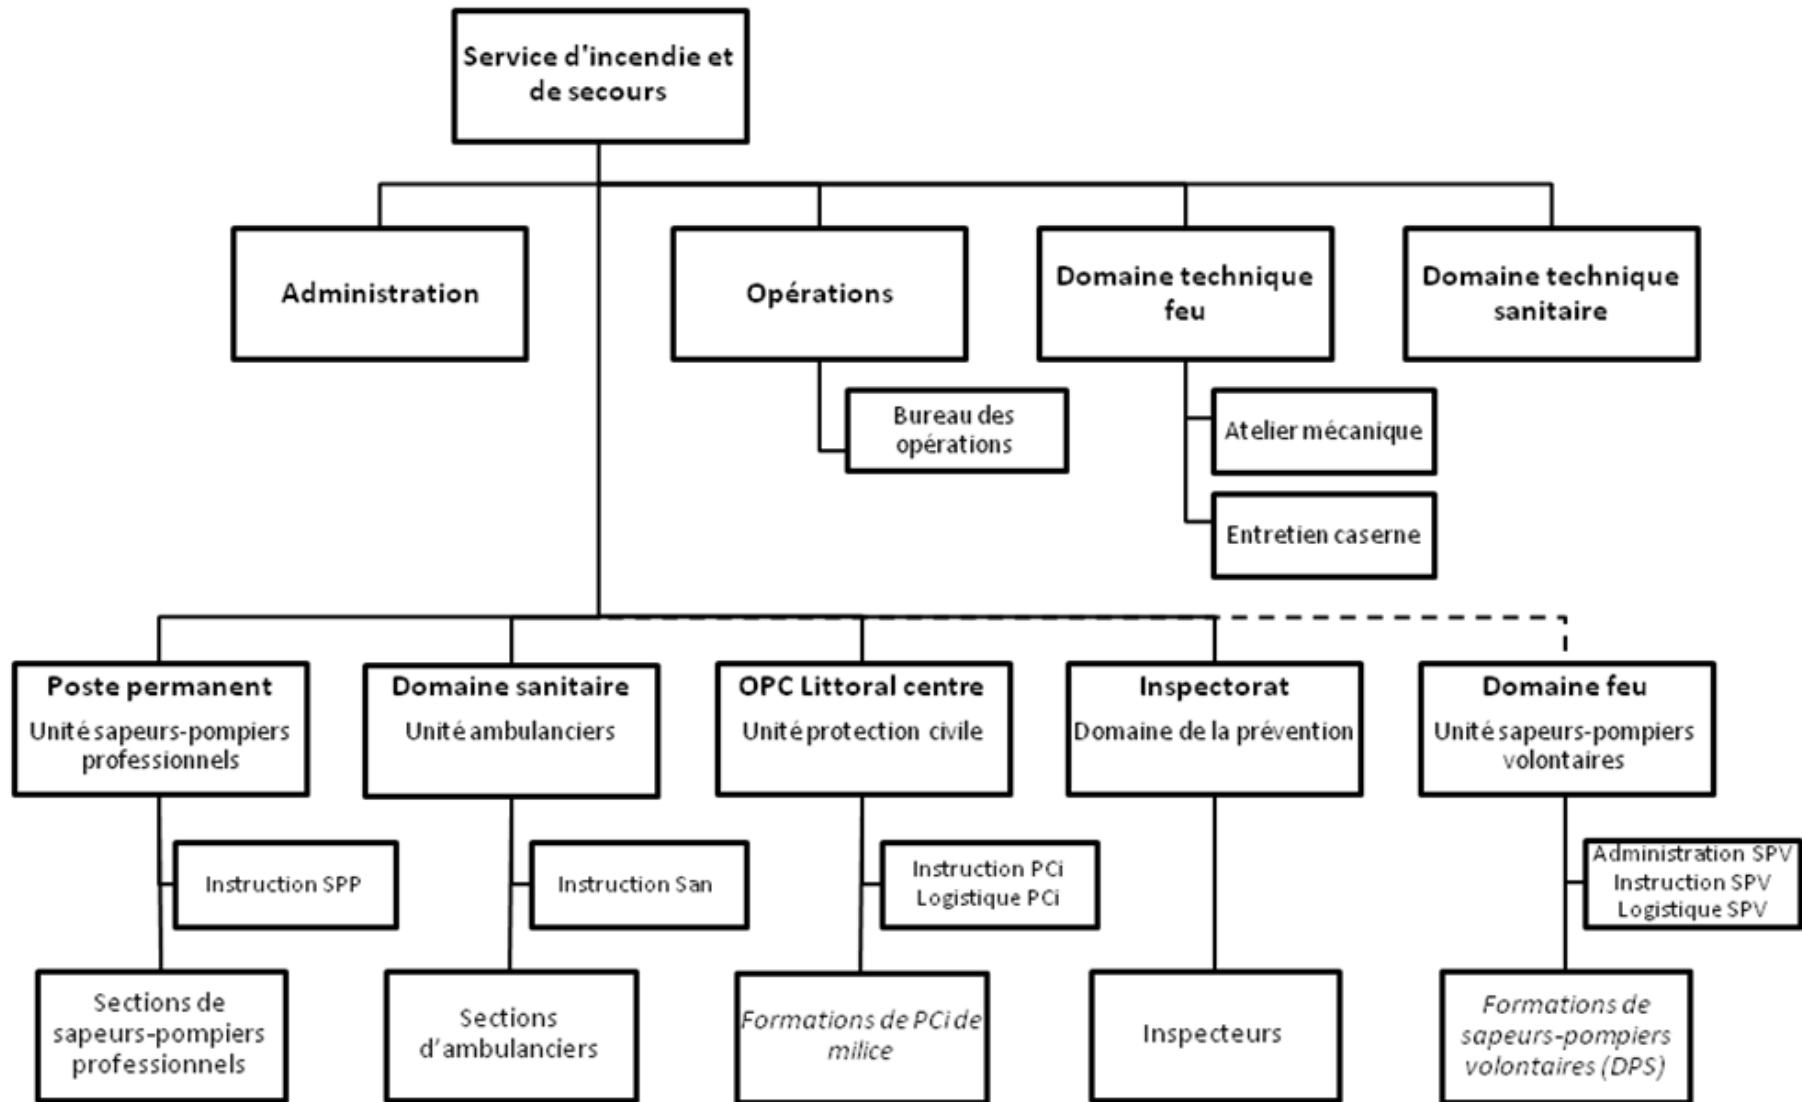 Service d'incendie et
de secours
Administration
Opérations
Domaine technique
feu
Domaine technique
sanitaire
Bureau des
opérations
Atelier mécanique
Entretien caserne
Poste permanent
Unité sapeurs-pompiers
professionnels
Domaine sanitaire
Unité ambulanciers
OPC Littoral centre
Unité protection civile
Inspectorat
Domaine de la prévention
Domaine feu
Unité sapeurs-pompiers
volontaires
Instruction SPP
Instruction San
Instruction PCi
Logistique PCi
Administration SPV
Instruction SPV
Logistique SPV
Sections de
sapeurs-pompiers
professionnels
Sections
d’ambulanciers
Formations de PCi de
milice
Inspecteurs
Formations de
sapeurs-pompiers
volontaires (DPS)